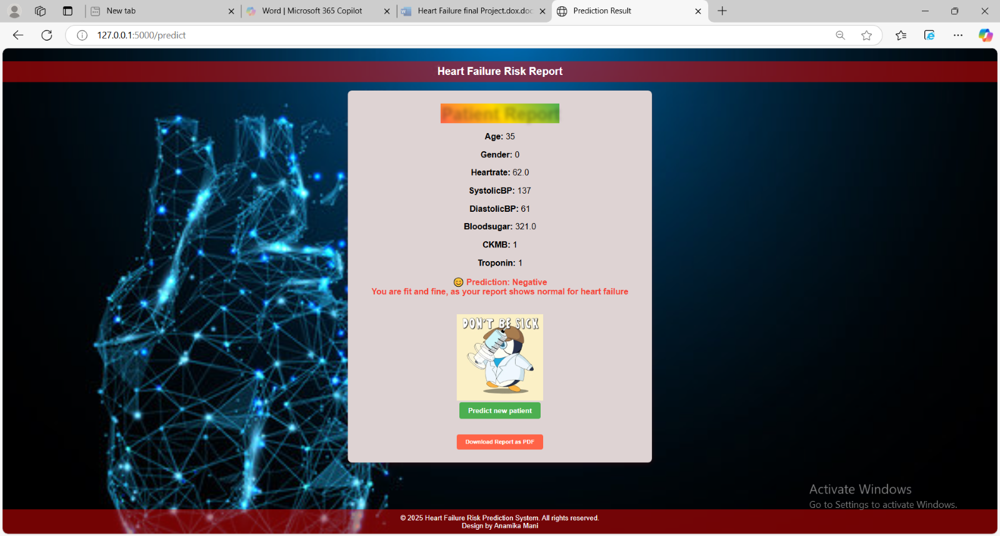 New tab
Word | Microsoft 365 Copilot
Heart Failure final Project.dox.doc
Prediction Result
127.0.0.1:5000/predict
Heart Failure Risk Report
Patient Report
Age: 35
Gender: 0
Heartrate: 62.0
SystolicBP: 137
DiastolicBP: 61
Bloodsugar: 321.0
CKMB: 1
Troponin: 1
😊 Prediction: Negative
You are fit and fine, as your report shows normal for heart failure
DON'T BE SICK
Predict new patient
Download Report as PDF
Activate Windows
Go to Settings to activate Windows.
© 2025 Heart Failure Risk Prediction System. All rights reserved.
Design by Anamika Mani